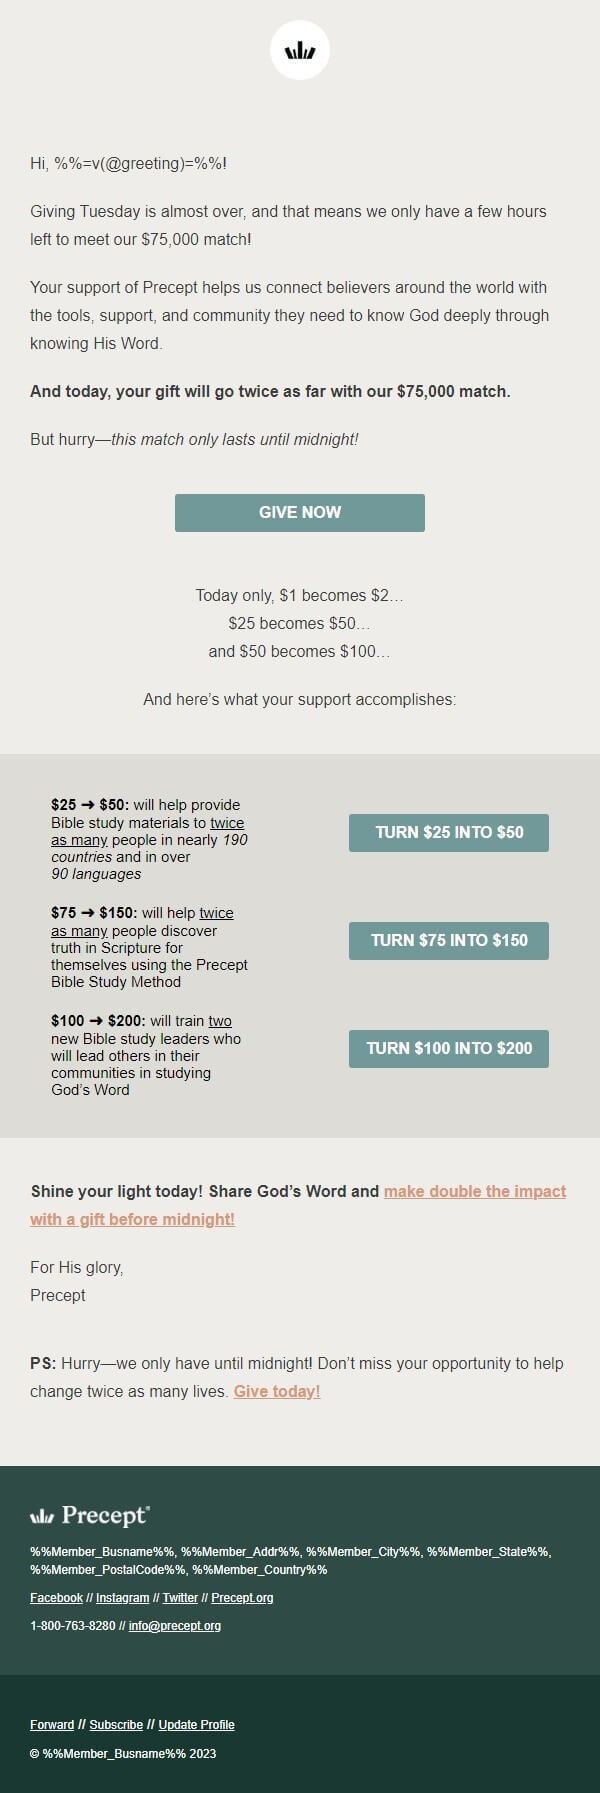 Hi, %%=v(@greeting)=%%!
Giving Tuesday is almost over, and that means we only have a few hours
left to meet our $75,000 match!
Your support of Precept helps us connect believers around the world with
the tools, support, and community they need to know God deeply through
knowing His Word.
And today, your gift will go twice as far with our $75,000 match.
But hurry—this match only lasts until midnight!
GIVE NOW
Today only, $1 becomes $2…
$25 becomes $50…
and $50 becomes $100…
And here’s what your support accomplishes:
$25 ➔ $50: will help provide
Bible study materials to twice
as many people in nearly 190
countries and in over
90 languages
TURN $25 INTO $50
$75 ➔ $150: will help twice
as many people discover
truth in Scripture for
themselves using the Precept
Bible Study Method
TURN $75 INTO $150
$100 ➔ $200: will train two
new Bible study leaders who
will lead others in their
communities in studying
God’s Word
TURN $100 INTO $200
Shine your light today! Share God’s Word and make double the impact
with a gift before midnight!
For His glory,
Precept
PS: Hurry—we only have until midnight! Don’t miss your opportunity to help
change twice as many lives. Give today!
Precept®
%%Member_Busname%%, %%Member_Addr%%, %%Member_City%%, %%Member_State%%,
%%Member_PostalCode%%, %%Member_Country%%
Facebook // Instagram // Twitter // Precept.org
1-800-763-8280 // info@precept.org
Forward // Subscribe // Update Profile
© %%Member_Busname%% 2023